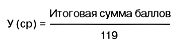 Итоговая сумма баллов
У (ср) =
119